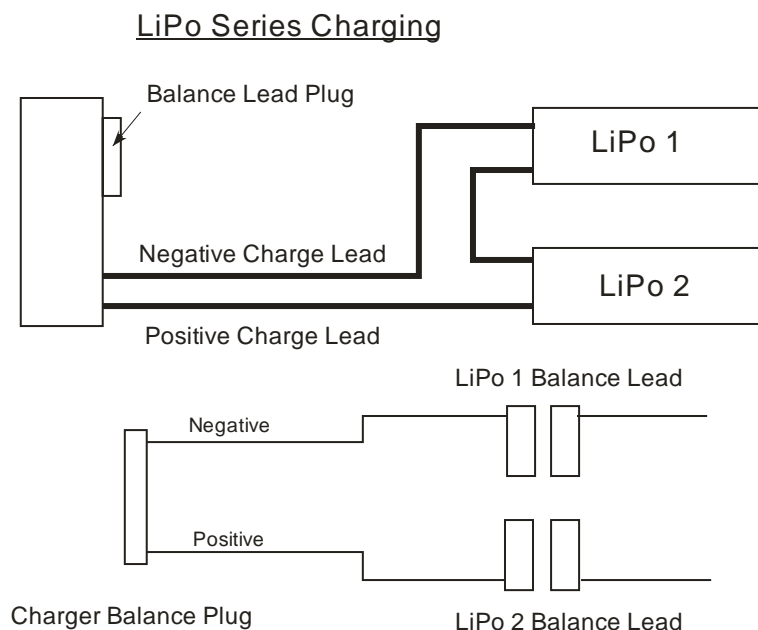 LiPo Series Charging
Balance Lead Plug
LiPo 1
Negative Charge Lead
LiPo 2
Positive Charge Lead
LiPo 1 Balance Lead
Negative
Positive
Charger Balance Plug
LiPo 2 Balance Lead